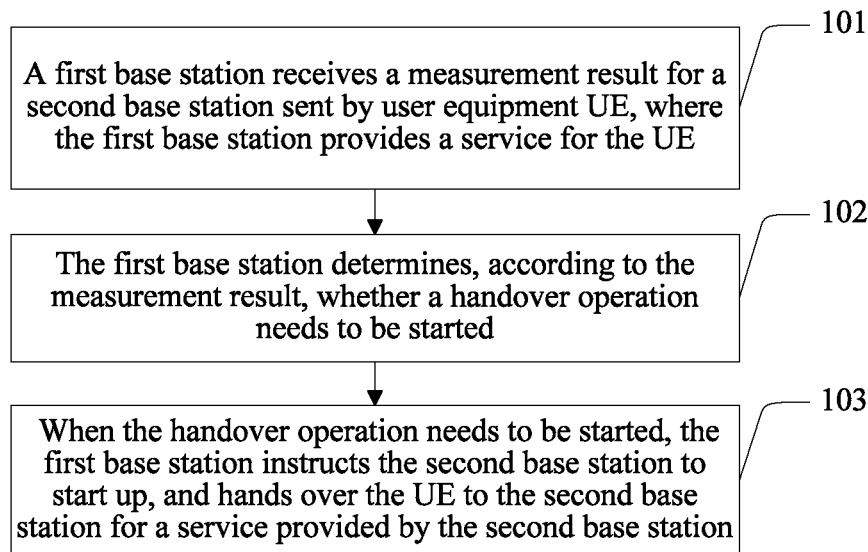 101
A first base station receives a measurement result for a
second base station sent by user equipment UE, where
the first base station provides a service for the UE
102
The first base station determines, according to the
measurement result, whether a handover operation
needs to be started
103
When the handover operation needs to be started, the
first base station instructs the second base station to
start up, and hands over the UE to the second base
station for a service provided by the second base station